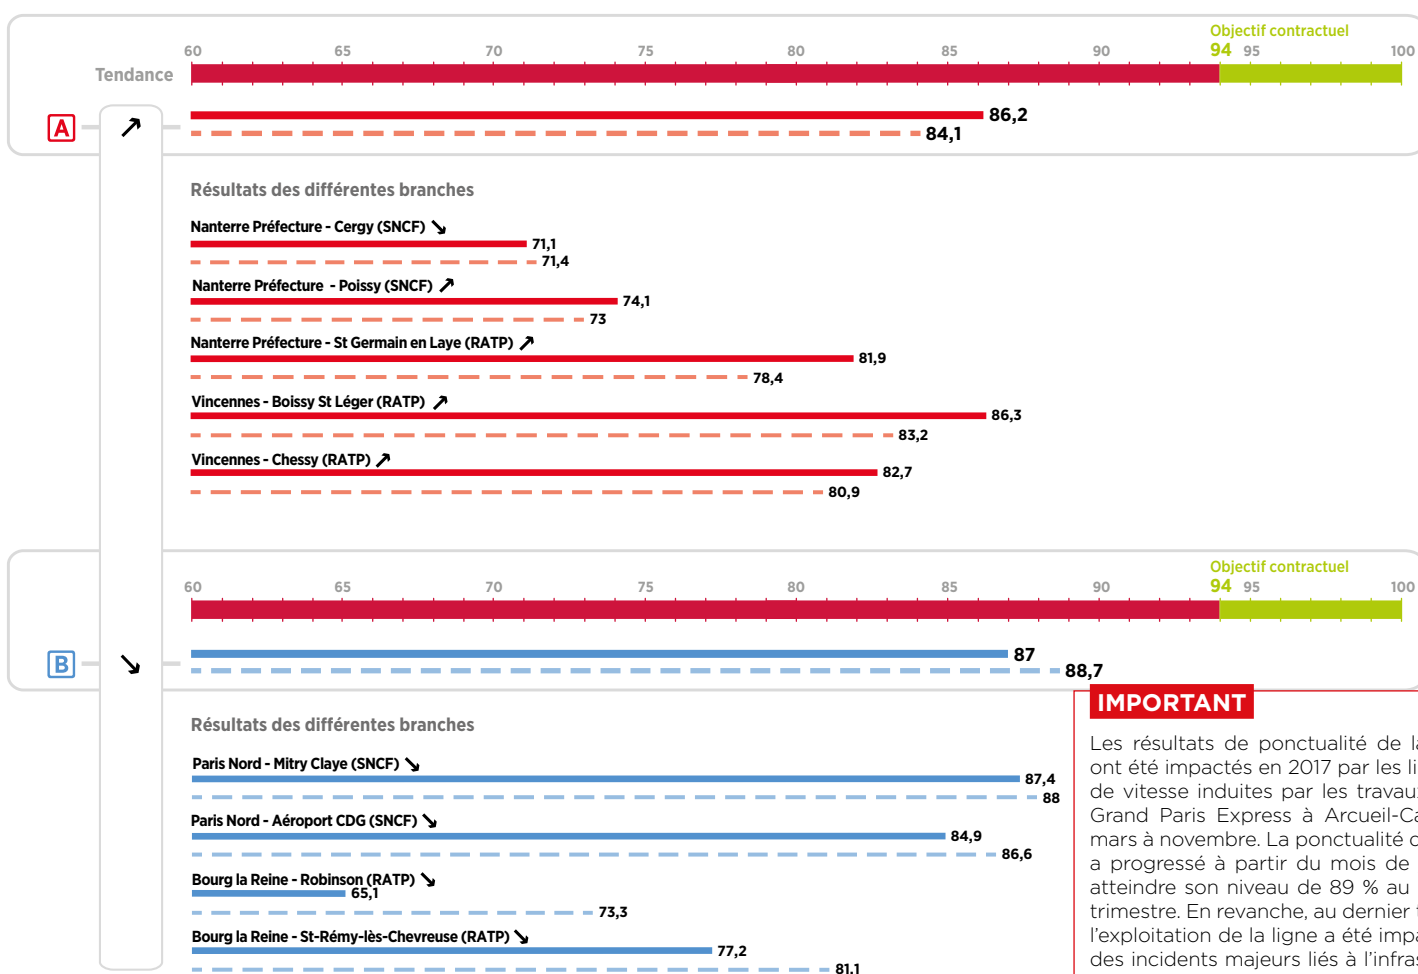 Objectif contractuel
60 65 70 75 80 85 90 94 95 100
Tendance
A ↗ 86,2
84,1
Résultats des différentes branches
Nanterre Préfecture - Cergy (SNCF) ↘
71,1
71,4
Nanterre Préfecture - Poissy (SNCF) ↗
74,1
73
Nanterre Préfecture - St Germain en Laye (RATP) ↗
81,9
78,4
Vincennes - Boissy St Léger (RATP) ↗
86,3
83,2
Vincennes - Chessy (RATP) ↗
82,7
80,9
Objectif contractuel
60 65 70 75 80 85 90 94 95 100
B ↘ 87
88,7
Résultats des différentes branches
Paris Nord - Mitry Claye (SNCF) ↘
87,4
88
Paris Nord - Aéroport CDG (SNCF) ↘
84,9
86,6
Bourg la Reine - Robinson (RATP) ↘
65,1
73,3
Bourg la Reine - St-Rémy-lès-Chevreuse (RATP) ↘
77,2
81,1
IMPORTANT
Les résultats de ponctualité de
ont été impactés en 2017 par les
de vitesse induites par les travaux
Grand Paris Express à
mars à novembre. La ponctualité
a progressé à partir du mois de
atteindre son niveau de 89 % au
trimestre. En revanche, au dernier
l'exploitation de la ligne a été
des incidents majeurs liés à